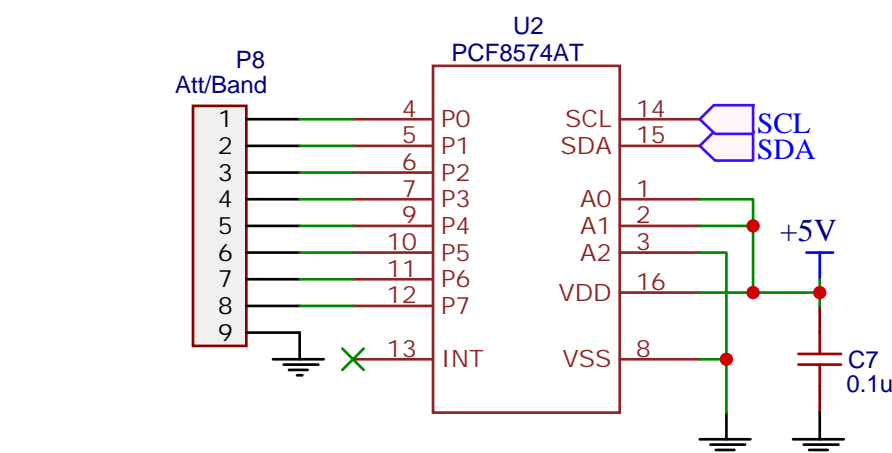 U2
PCF8574AT
P8
Att/Band
1 4 P0 SCL 14 SCL
2 5 P1 SDA 15 SDA
3 6 P2
4 7 P3 A0 1
5 9 P4 A1 2 +5V
6 10 P5 A2 3
7 11 P6 VDD 16
8 12 P7
9
13 INT VSS 8 C7
0.1u